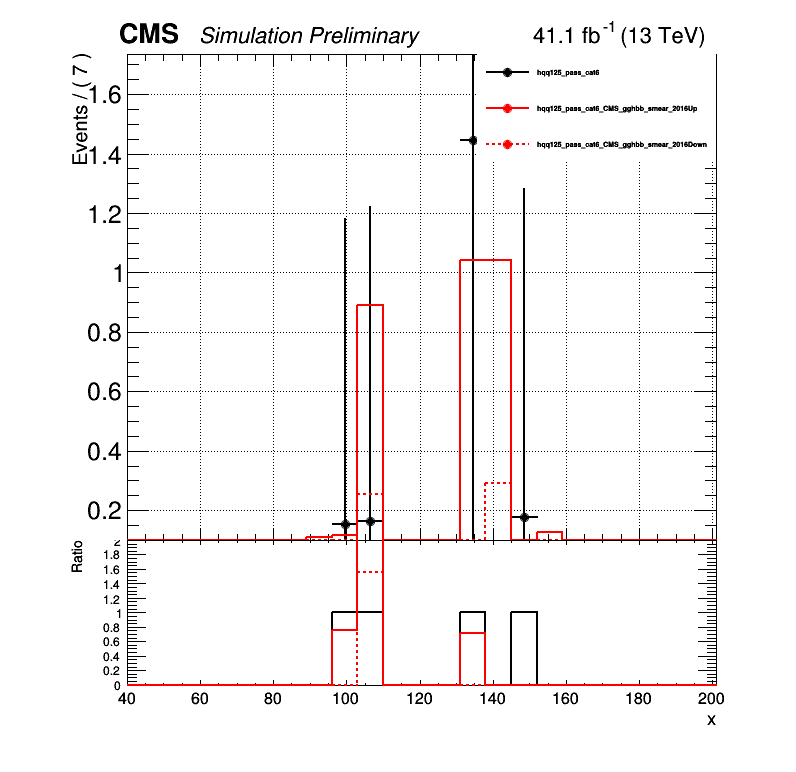 CMS Simulation Preliminary 41.1 fb-1 (13 TeV)
Events / ( 7 )
hqq125_pass_cat6
hqq125_pass_cat6_CMS_gghbb_smear_2016Up
hqq125_pass_cat6_CMS_gghbb_smear_2016Down
1.6
1.4
1.2
1
0.8
0.6
0.4
0.2
Ratio
2
1.8
1.6
1.4
1.2
1
0.8
0.6
0.4
0.2
0
40 60 80 100 120 140 160 180 200
x